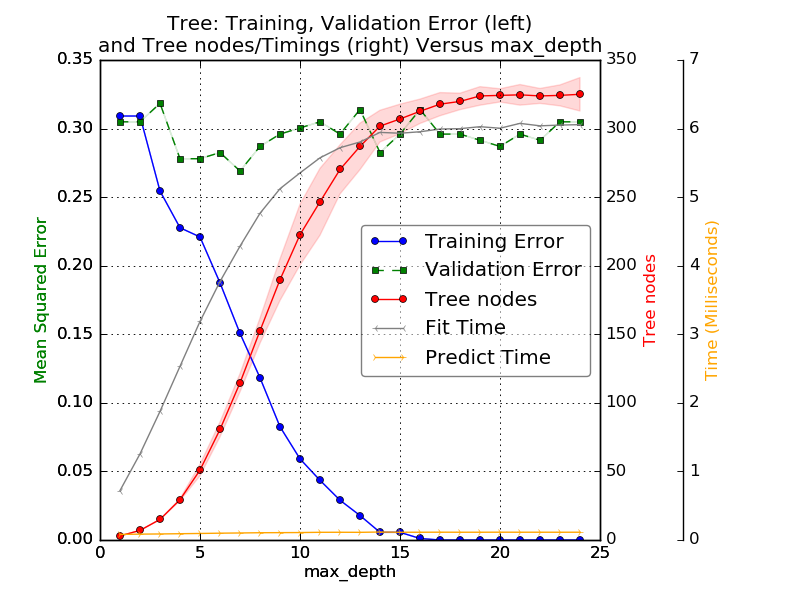 Tree: Training, Validation Error (left)
and Tree nodes/Timings (right) Versus max_depth
0.35
0.30
0.25
0.20
0.15
0.10
0.05
0.00
Mean Squared Error
0
5
10
15
20
25
max_depth
Training Error
Validation Error
Tree nodes
Fit Time
Predict Time
350
300
250
200
150
100
50
0
Tree nodes
7
6
5
4
3
2
1
0
Time (Milliseconds)